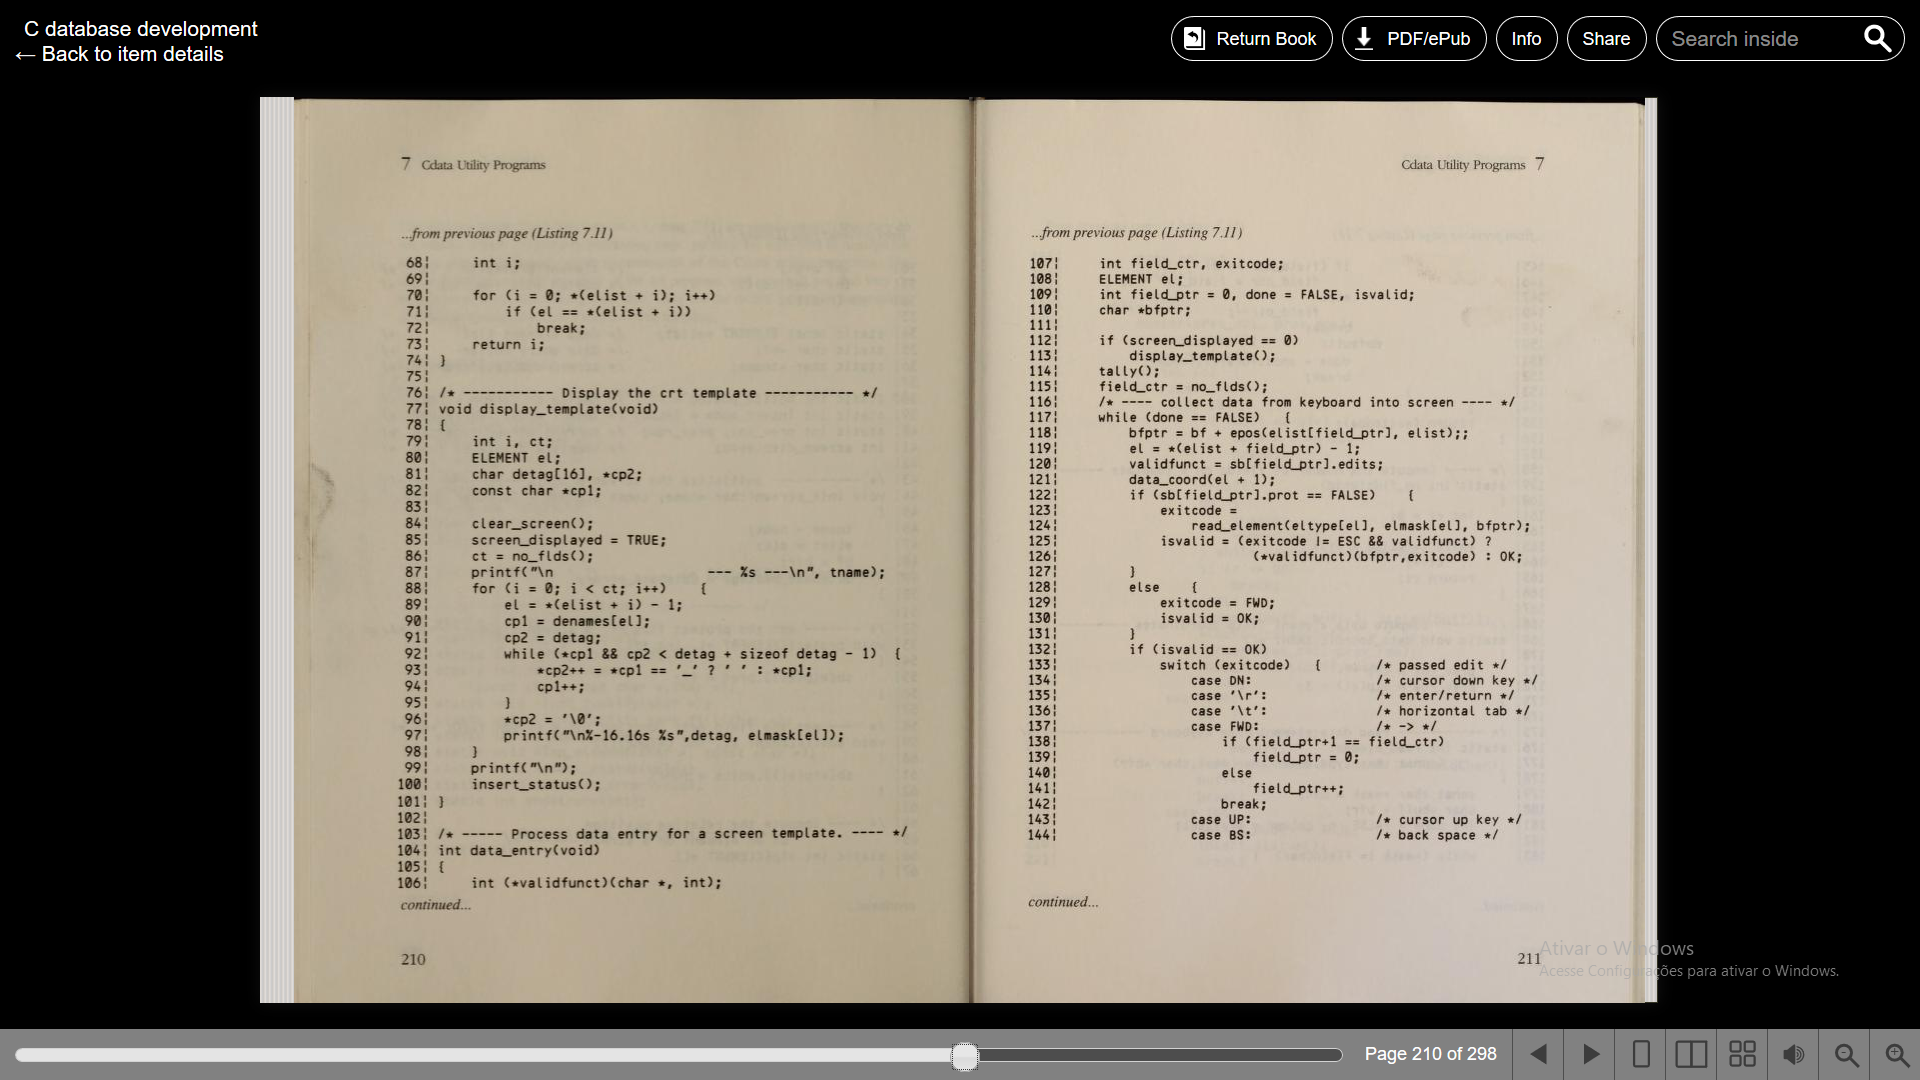 C database development
← Back to item details
Return Book
PDF/ePub
Info
Share
Search inside
7 Cdata Utility Programs
...from previous page (Listing 7.11)
68¦ int i;
69¦
70¦ for (i = 0; *(elist + i); i++)
71¦ if (el == *(elist + i))
72¦ break;
73¦ return i;
74¦ }
75¦
76¦ /* ----------- Display the crt template ----------- */
77¦ void display_template(void)
78¦ {
79¦ int i, ct;
80¦ ELEMENT el;
81¦ char detag[16], *cp2;
82¦ const char *cp1;
83¦
84¦ clear_screen();
85¦ screen_displayed = TRUE;
86¦ ct = no_flds();
87¦ printf("\n                   --- %s ---\n", tname);
88¦ for (i = 0; i < ct; i++) {
89¦ el = *(elist + i) - 1;
90¦ cp1 = denames[el];
91¦ cp2 = detag;
92¦ while (*cp1 && cp2 < detag + sizeof detag - 1) {
93¦ *cp2++ = *cp1 == '_' ? ' ' : *cp1;
94¦ cp1++;
95¦ }
96¦ *cp2 = '\0';
97¦ printf("\n%-16.16s %s",detag, elmask[el]);
98¦ }
99¦ printf("\n");
100¦ insert_status();
101¦ }
102¦
103¦ /* ----- Process data entry for a screen template. ---- */
104¦ int data_entry(void)
105¦ {
106¦ int (*validfunct)(char *, int);
continued...
210
Cdata Utility Programs 7
...from previous page (Listing 7.11)
107¦ int field_ctr, exitcode;
108¦ ELEMENT el;
109¦ int field_ptr = 0, done = FALSE, isvalid;
110¦ char *bfptr;
111¦
112¦ if (screen_displayed == 0)
113¦ display_template();
114¦ tally();
115¦ field_ctr = no_flds();
116¦ /* ---- collect data from keyboard into screen ---- */
117¦ while (done == FALSE) {
118¦ bfptr = bf + epos(elist[field_ptr], elist);;
119¦ el = *(elist + field_ptr) - 1;
120¦ validfunct = sb[field_ptr].edits;
121¦ data_coord(el + 1);
122¦ if (sb[field_ptr].prot == FALSE) {
123¦ exitcode =
124¦ read_element(eltype[el], elmask[el], bfptr);
125¦ isvalid = (exitcode != ESC && validfunct) ?
126¦ (*validfunct)(bfptr,exitcode) : OK;
127¦ }
128¦ else {
129¦ exitcode = FWD;
130¦ isvalid = OK;
131¦ }
132¦ if (isvalid == OK)
133¦ switch (exitcode) { /* passed edit */
134¦ case DN: /* cursor down key */
135¦ case '\r': /* enter/return */
136¦ case '\t': /* horizontal tab */
137¦ case FWD: /* -> */
138¦ if (field_ptr+1 == field_ctr)
139¦ field_ptr = 0;
140¦ else
141¦ field_ptr++;
142¦ break;
143¦ case UP: /* cursor up key */
144¦ case BS: /* back space */
continued...
211
Ativar o Windows
Acesse Configurações para ativar o Windows.
Page 210 of 298